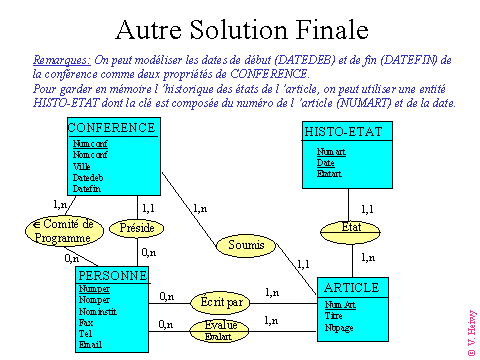 Autre Solution Finale
Remarques: On peut modéliser les dates de début (DATEDEB) et de fin (DATEFIN) de
la conférence comme deux propriétés de CONFERENCE.
Pour garder en mémoire l 'historique des états de l 'article, on peut utiliser une entité
HISTO-ETAT dont la clé est composée du numéro de l 'article (NUMART) et de la date.
CONFERENCE
Numconf
Nomconf
Ville
Datedeb
Datefin
HISTO-ETAT
Numart
Date
Etatart
1,n
1,1
1,n
1,1
∈ Comité de
Programme
Préside
Etat
Soumis
0,n
0,n
1,1
1,n
PERSONNE
Numper
Nomper
Nominstit
Fax
Tel
Email
0,n
Écrit par
1,n
0,n
Evalue
Evalart
1,n
ARTICLE
NumArt
Titre
Nbpage
© V. Heiwy